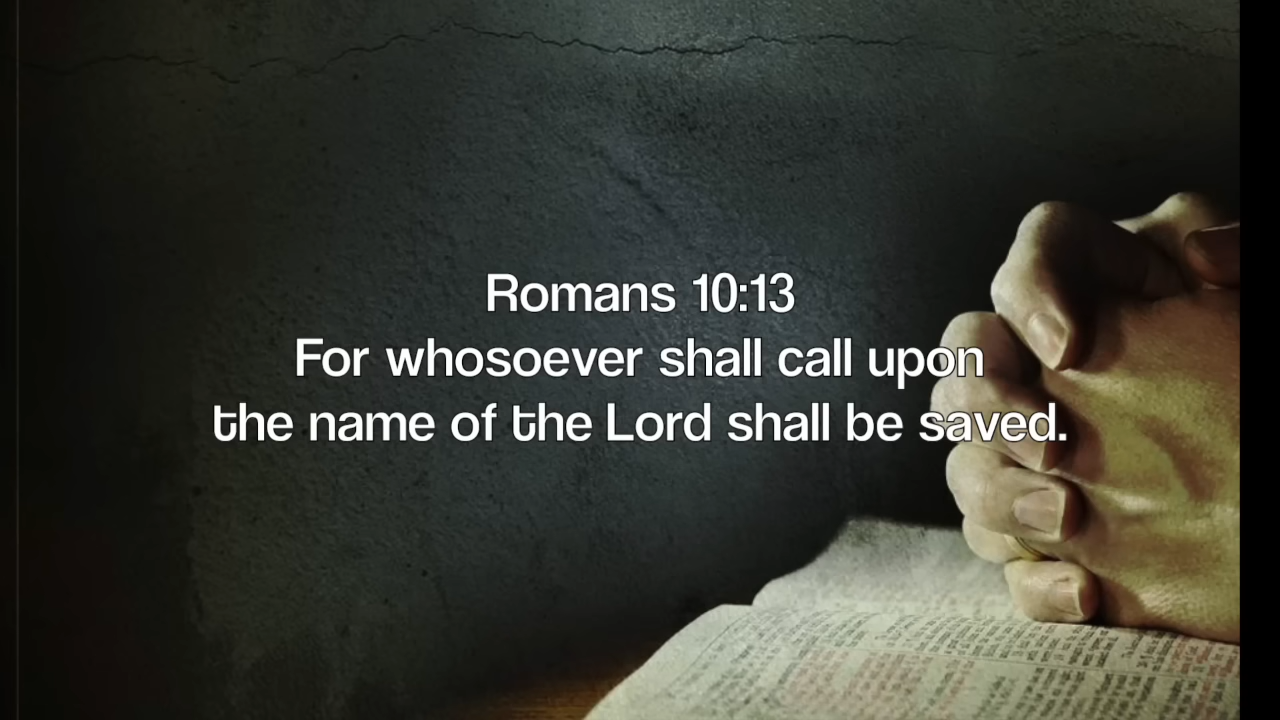 Romans 10:13
For whosoever shall call upon
the name of the Lord shall be saved.